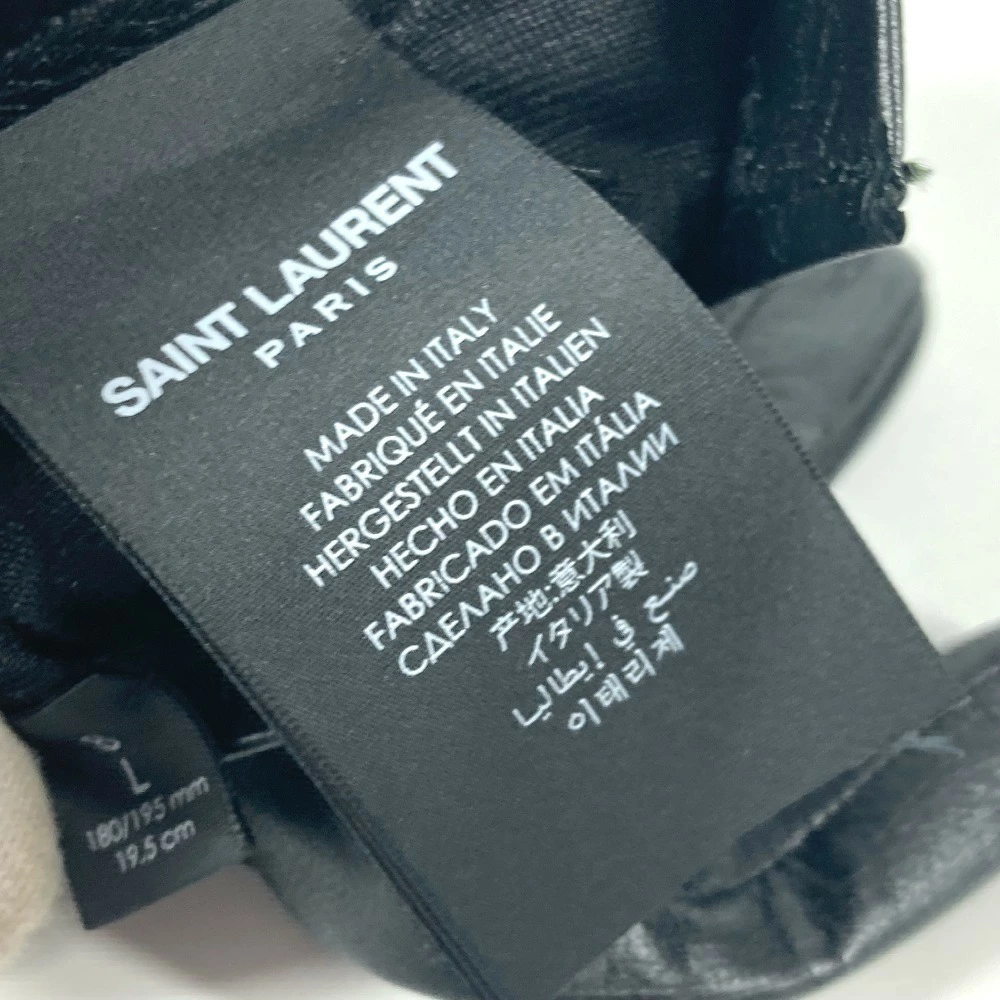 SAINT LAURENT
PARIS
MADE IN ITALY
FABRIQUÉ EN ITALIE
HERGESTELLT IN ITALIEN
HECHO EN ITALIA
FABRICADO EM ITÁLIA
СДЕЛАНО В ИТАЛИИ
产地:意大利
イタリア製
صنع في إيطاليا
이태리제
L
180/195 mm
19.5 cm